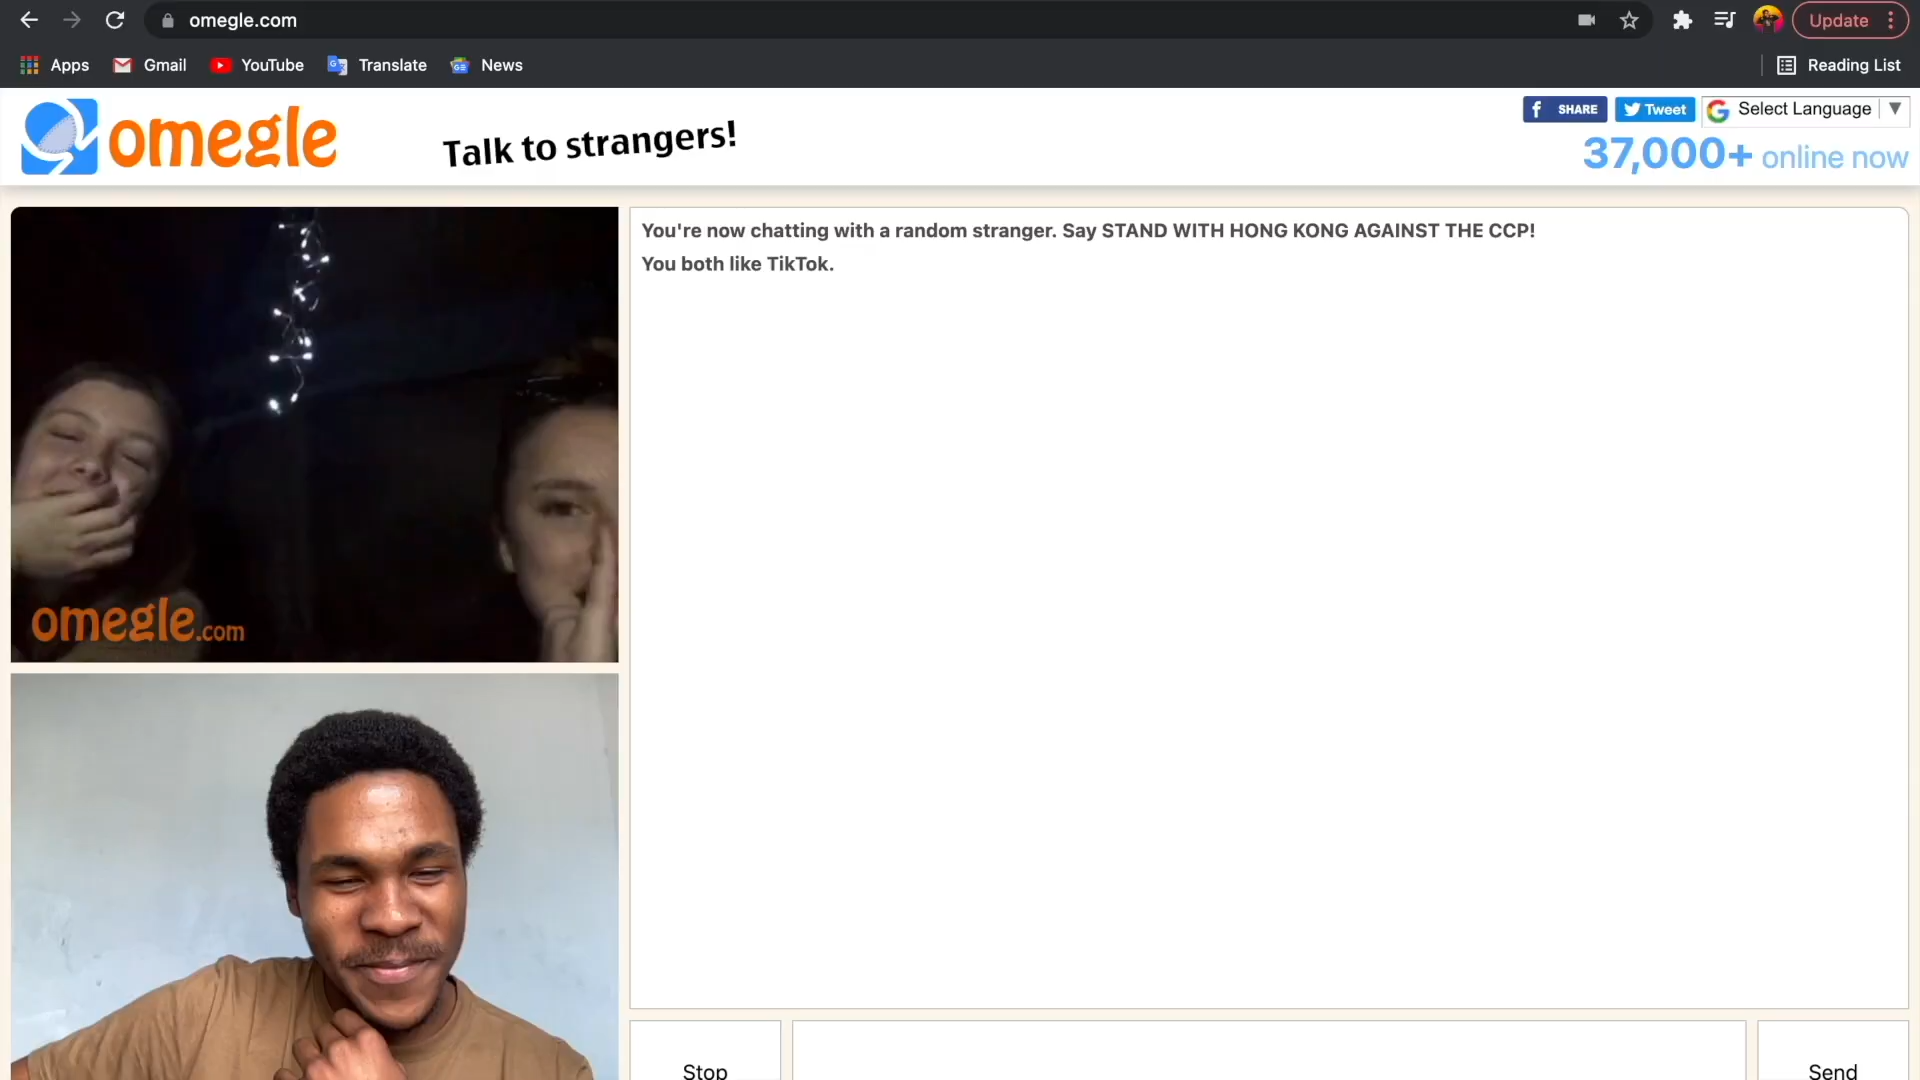 omegle.com
Update
Apps
Gmail
YouTube
Translate
News
Reading List
omegle
Talk to strangers!
SHARE
Tweet
Select Language
37,000+ online now
You're now chatting with a random stranger. Say STAND WITH HONG KONG AGAINST THE CCP!
You both like TikTok.
omegle.com
Stop
Send